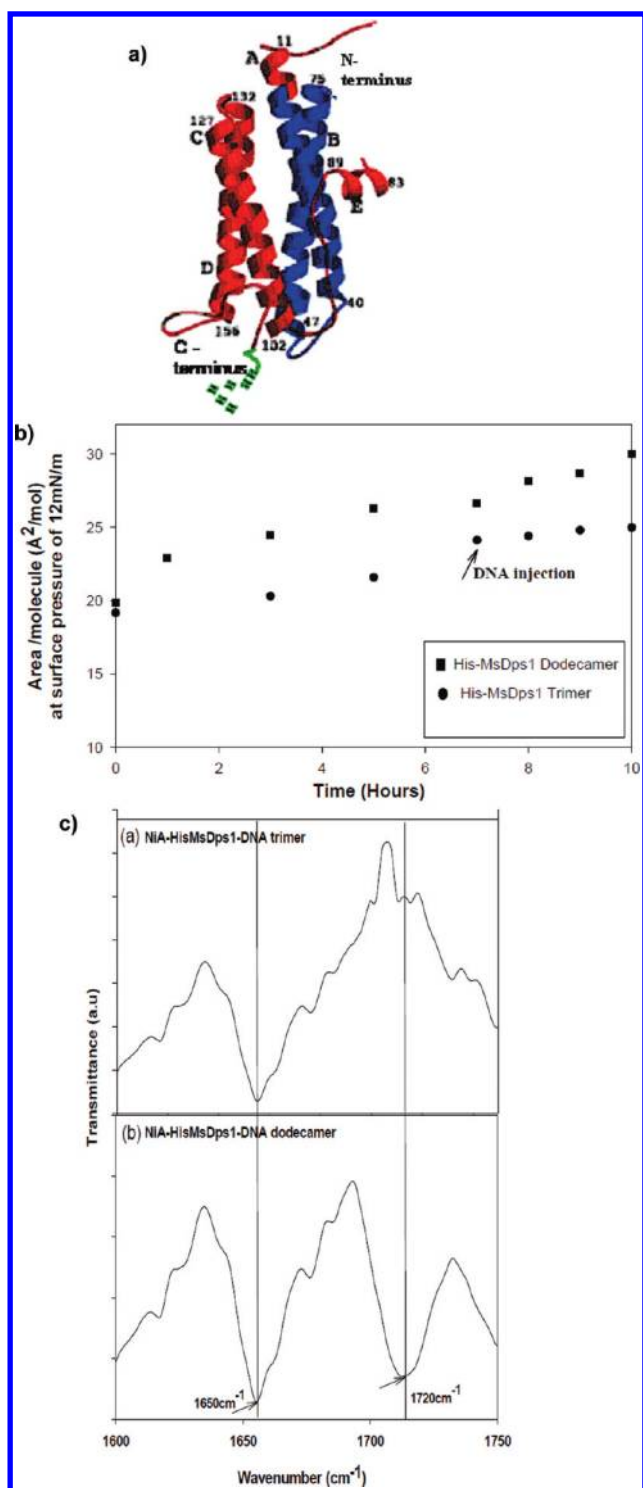 a)
11
A
N-
terminus
75
132
127
C
B
89
E
83
D
40
47
156
102
C -
terminus
b)
Area /molecule (Å²/mol)
at surface pressure of 12mN/m
30
25
20
15
10
DNA injection
■ His-MsDps1 Dodecamer
● His-MsDps1 Trimer
0 2 4 6 8 10
Time (Hours)
c)
(a) NiA-HisMsDps1-DNA trimer
Transmittance (a.u)
(b) NiA-HisMsDps1-DNA dodecamer
1650cm⁻¹
1720cm⁻¹
1600 1650 1700 1750
Wavenumber (cm⁻¹)